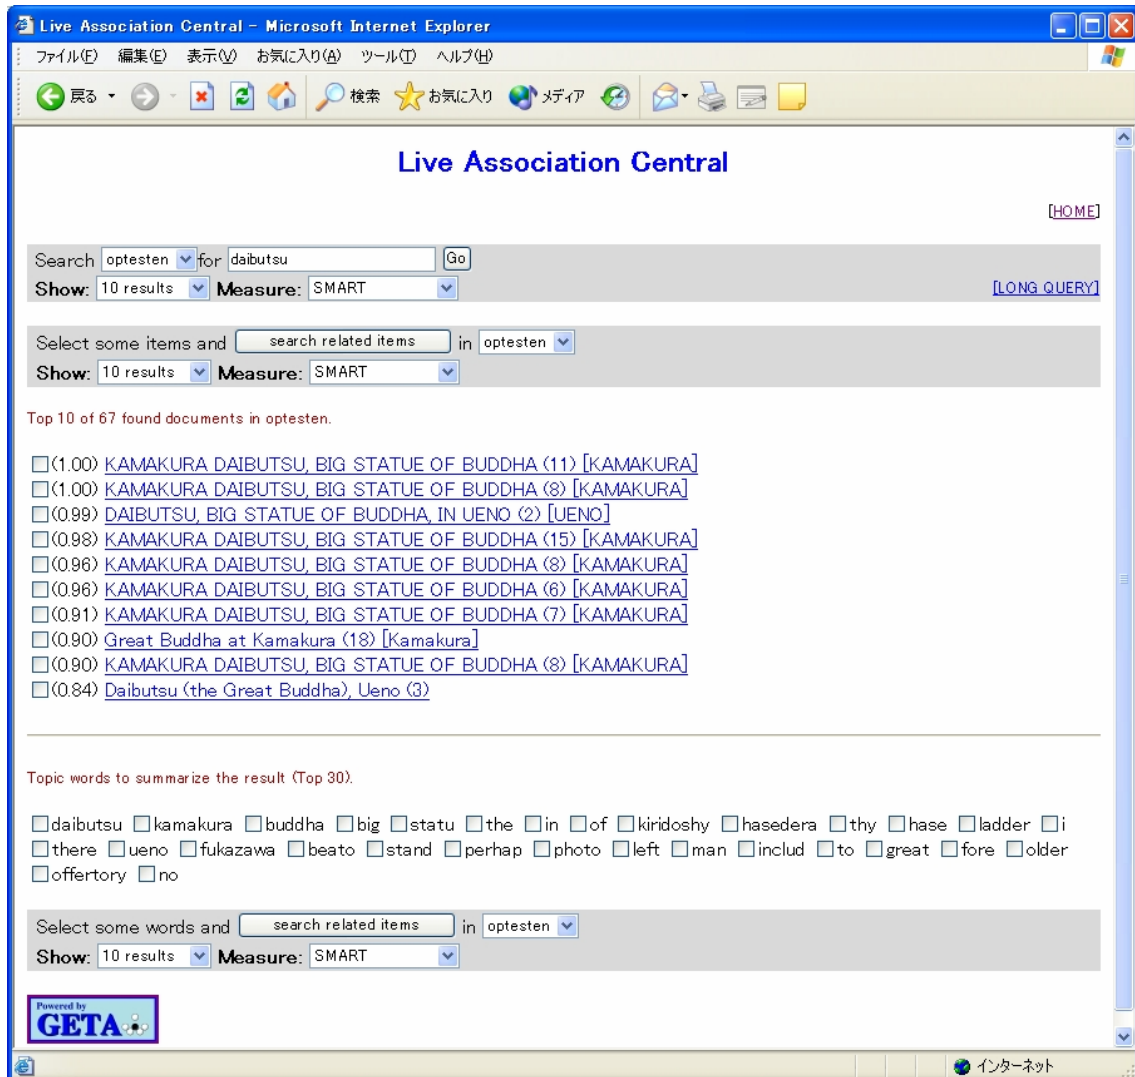 Live Association Central - Microsoft Internet Explorer
ファイル(F) 編集(E) 表示(V) お気に入り(A) ツール(T) ヘルプ(H)
戻る 検索 お気に入り メディア
Live Association Central
[HOME]
Search optesten for daibutsu Go
Show: 10 results Measure: SMART [LONG QUERY]
Select some items and search related items in optesten
Show: 10 results Measure: SMART
Top 10 of 67 found documents in optesten.
(1.00) KAMAKURA DAIBUTSU, BIG STATUE OF BUDDHA (11) [KAMAKURA]
(1.00) KAMAKURA DAIBUTSU, BIG STATUE OF BUDDHA (8) [KAMAKURA]
(0.99) DAIBUTSU, BIG STATUE OF BUDDHA, IN UENO (2) [UENO]
(0.98) KAMAKURA DAIBUTSU, BIG STATUE OF BUDDHA (15) [KAMAKURA]
(0.96) KAMAKURA DAIBUTSU, BIG STATUE OF BUDDHA (8) [KAMAKURA]
(0.96) KAMAKURA DAIBUTSU, BIG STATUE OF BUDDHA (6) [KAMAKURA]
(0.91) KAMAKURA DAIBUTSU, BIG STATUE OF BUDDHA (7) [KAMAKURA]
(0.90) Great Buddha at Kamakura (18) [Kamakura]
(0.90) KAMAKURA DAIBUTSU, BIG STATUE OF BUDDHA (8) [KAMAKURA]
(0.84) Daibutsu (the Great Buddha), Ueno (3)
Topic words to summarize the result (Top 30).
daibutsu kamakura buddha big statu the in of kiridoshy hasedera thy hase ladder i
there ueno fukazawa beato stand perhap photo left man includ to great fore older
offertory no
Select some words and search related items in optesten
Show: 10 results Measure: SMART
Powered by
GETA
インターネット